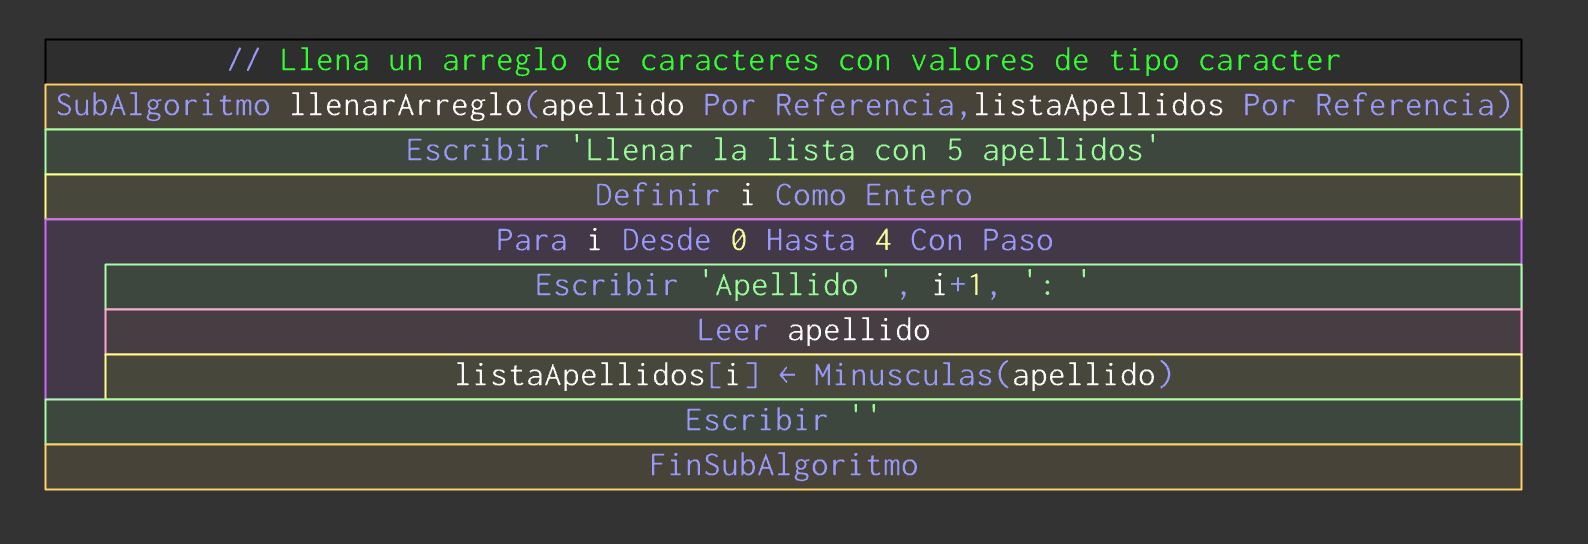 // Llena un arreglo de caracteres con valores de tipo caracter
SubAlgoritmo llenarArreglo(apellido Por Referencia,listaApellidos Por Referencia)
Escribir 'Llenar la lista con 5 apellidos'
Definir i Como Entero
Para i Desde 0 Hasta 4 Con Paso
Escribir 'Apellido ', i+1, ': '
Leer apellido
listaApellidos[i] ← Minusculas(apellido)
Escribir ''
FinSubAlgoritmo